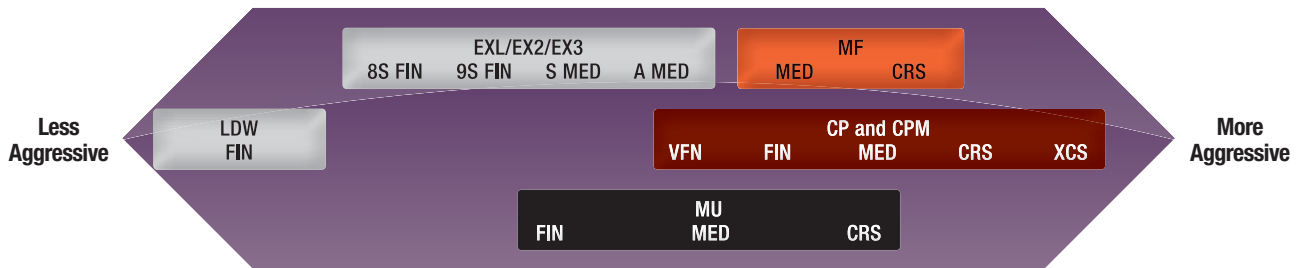 Less
Aggressive
EXL/EX2/EX3
8S FIN 9S FIN S MED A MED
MF
MED CRS
LDW
FIN
CP and CPM
VFN FIN MED CRS XCS
MU
FIN MED CRS
More
Aggressive